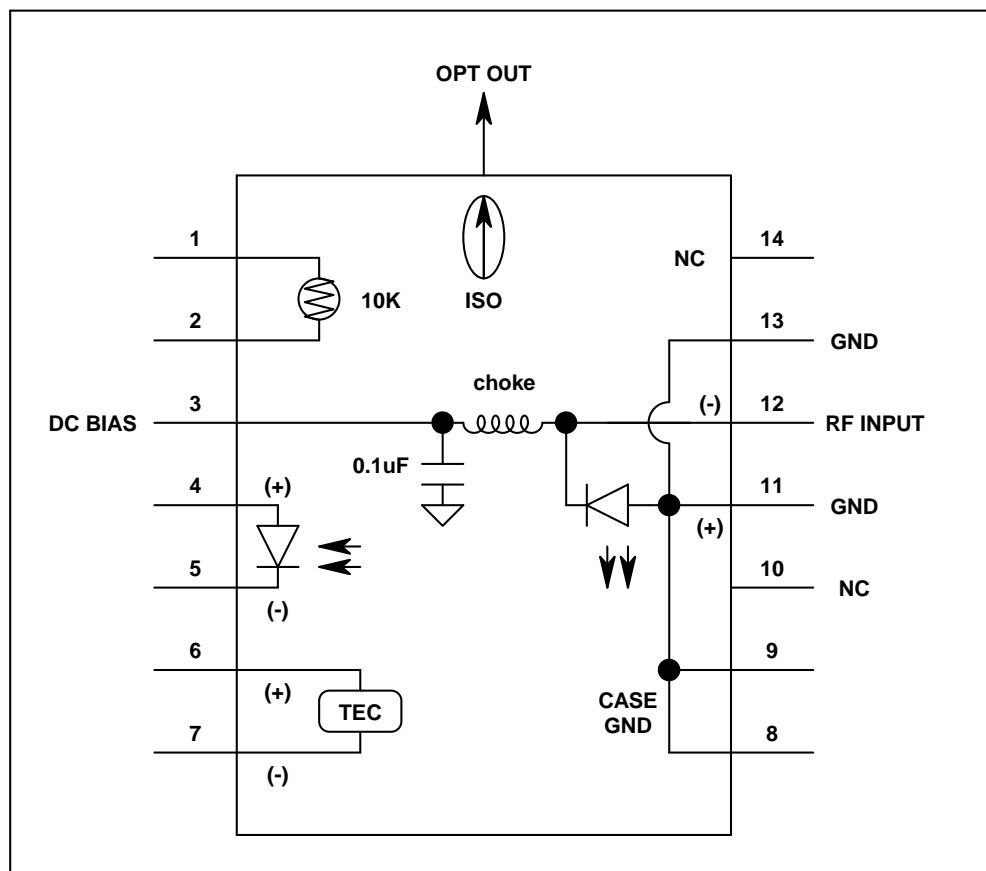 OPT OUT
1
14
NC
10K
ISO
2
13
GND
choke
3
(-)
12
DC BIAS
RF INPUT
0.1uF
4
(+)
11
GND
(+)
5
10
NC
(-)
6
9
(+)
TEC
CASE
GND
7
8
(-)